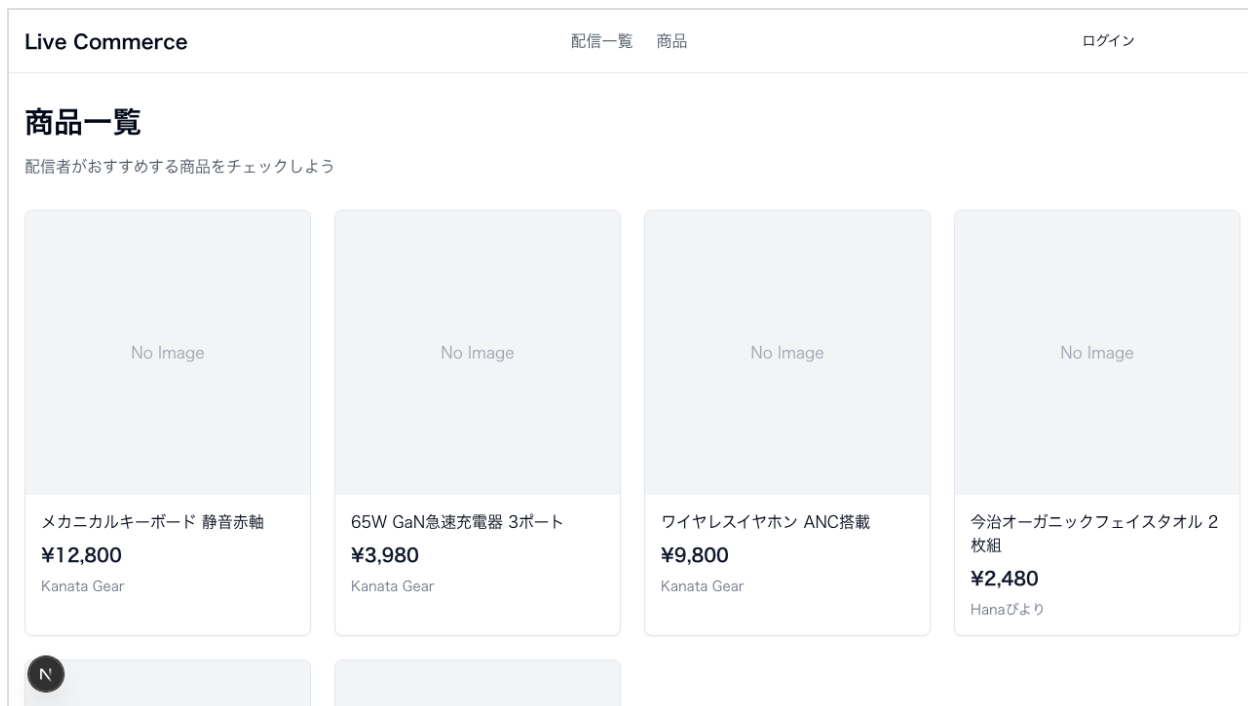 Live Commerce
配信一覧 商品
ログイン
商品一覧
配信者がおすすめする商品をチェックしよう
No Image
No Image
No Image
No Image
メカニカルキーボード 静音赤軸
¥12,800
Kanata Gear
65W GaN急速充電器 3ポート
¥3,980
Kanata Gear
ワイヤレスイヤホン ANC搭載
¥9,800
Kanata Gear
今治オーガニックフェイスタオル 2
枚組
¥2,480
Hanaびより
N